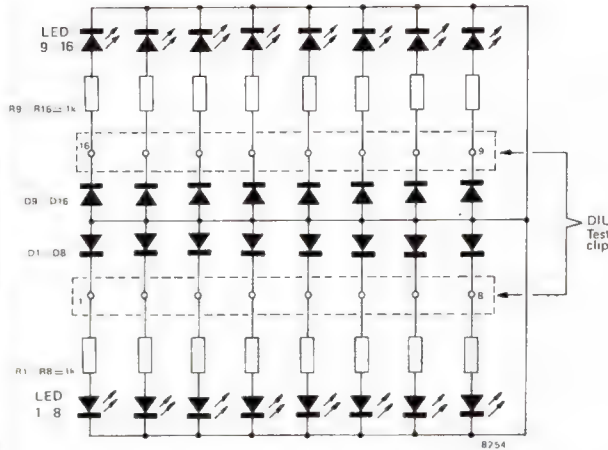 LED
9 16
R9 R16=1k
16
9
D9 D16
DIL
Test
clip
D1 D8
1
8
R1 R8=1k
LED
1 8
8254